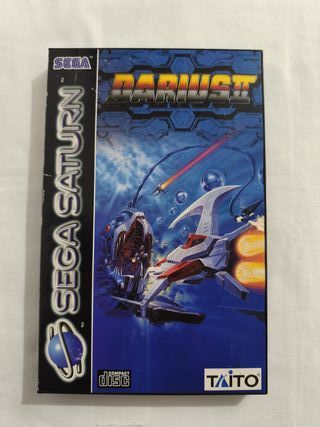 SEGA
DARIUS II
SEGA SATURN
COMPACT
disc
TAITO